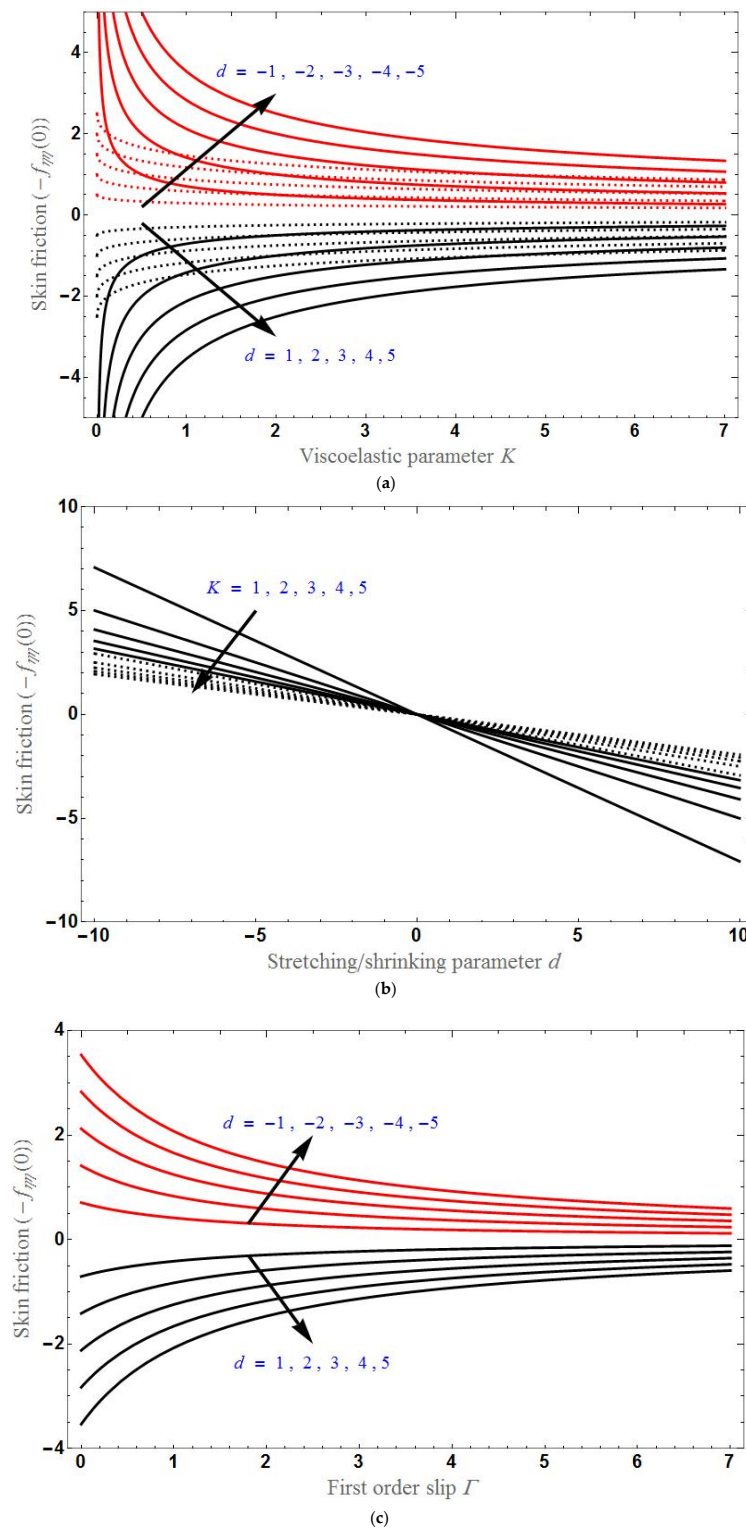 4
2
0
−2
−4
Skin friction (−fηη(0))
d = −1, −2, −3, −4, −5
d = 1, 2, 3, 4, 5
0 1 2 3 4 5 6 7
Viscoelastic parameter K
(a)
10
5
0
−5
−10
Skin friction (−fηη(0))
K = 1, 2, 3, 4, 5
−10 −5 0 5 10
Stretching/shrinking parameter d
(b)
4
2
0
−2
−4
Skin friction (−fηη(0))
d = −1, −2, −3, −4, −5
d = 1, 2, 3, 4, 5
0 1 2 3 4 5 6 7
First order slip Γ
(c)